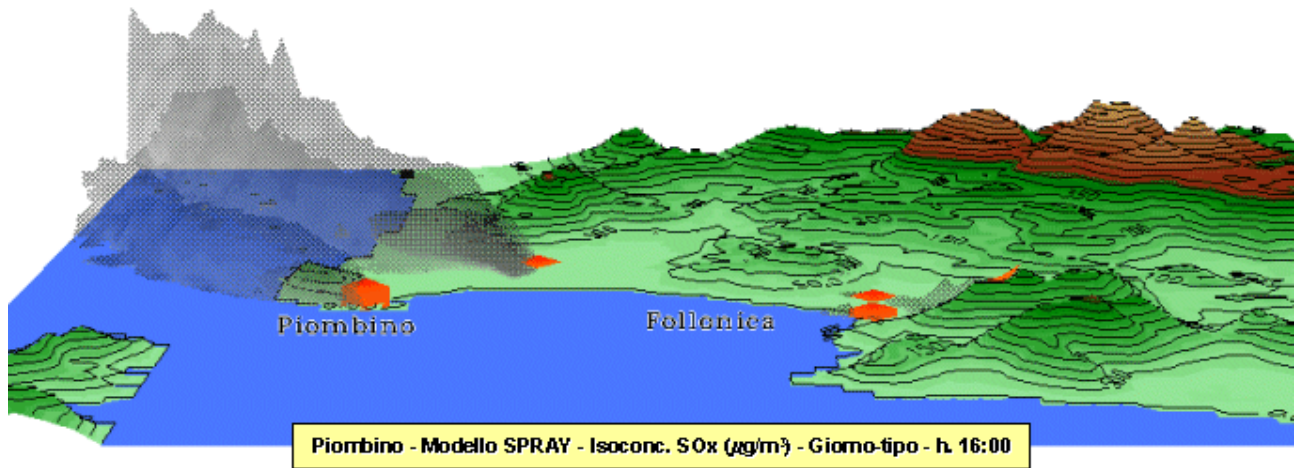 Piombino
Follonica
Piombino - Modello SPRAY - Isoconc. SOx (µg/m³) - Giorno-tipo - h. 16:00